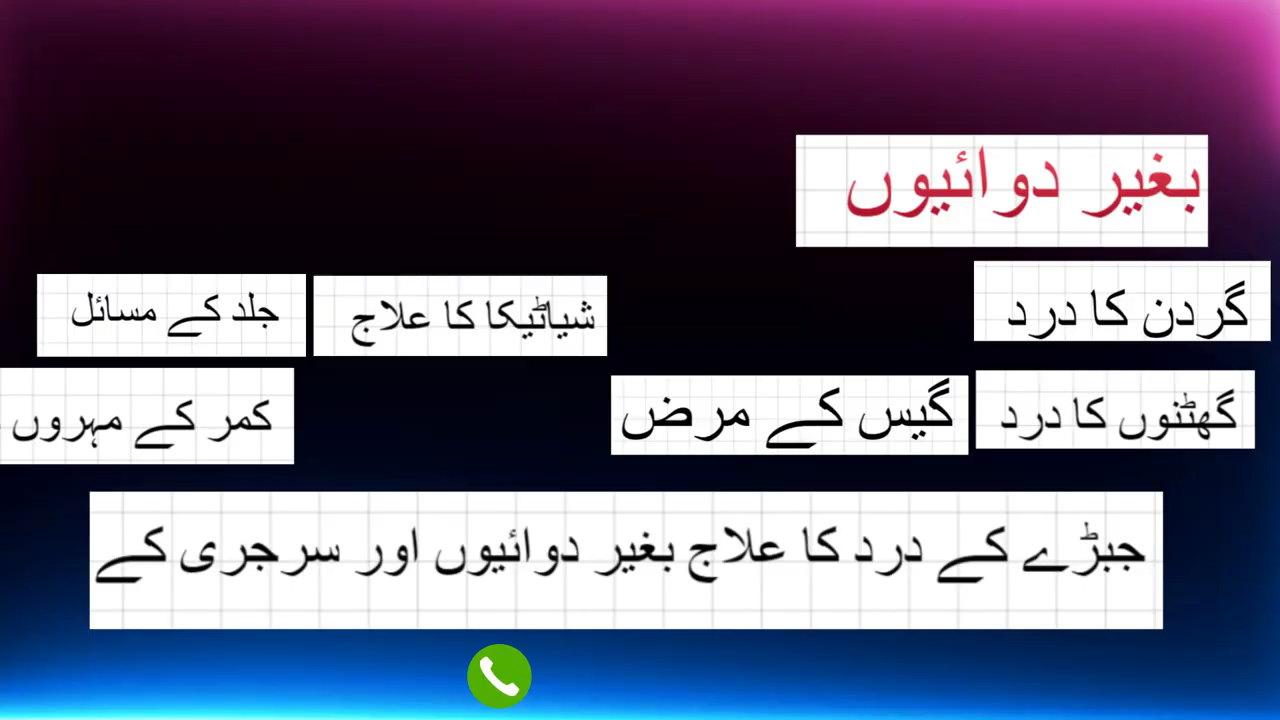 بغیر دوائیوں
گردن کا درد
شیاٹیکا کا علاج
جلد کے مسائل
گھٹنوں کا درد
گیس کے مرض
کمر کے مہروں
جبڑے کے درد کا علاج بغیر دوائیوں اور سرجری کے